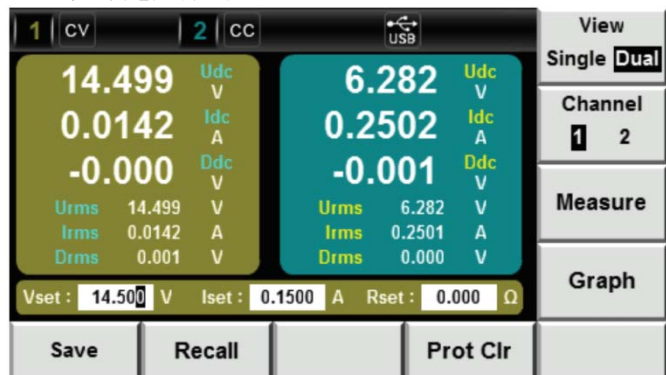 1 CV 2 CC USB
View
Single Dual
14.499 Udc V 6.282 Udc V
0.0142 Idc A 0.2502 Idc A
Channel
1 2
-0.000 Ddc V -0.001 Ddc V
Urms 14.499 V Urms 6.282 V
Irms 0.0142 A Irms 0.2501 A
Drms 0.001 V Drms 0.000 V
Measure
Vset : 14.500 V Iset : 0.1500 A Rset : 0.000 Ω
Graph
Save Recall Prot Clr